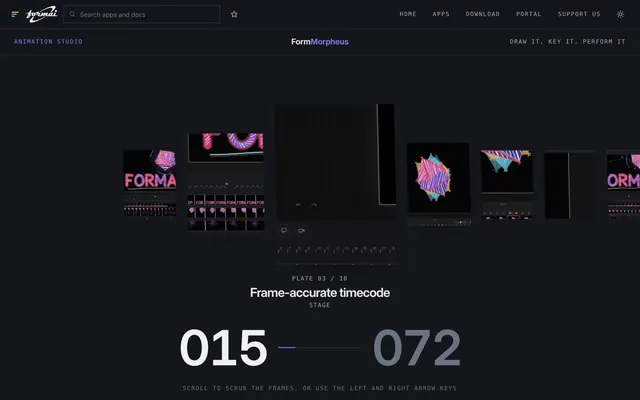 formai
Search apps and docs
HOME
APPS
DOWNLOAD
PORTAL
SUPPORT US
ANIMATION STUDIO
FormMorpheus
DRAW IT, KEY IT, PERFORM IT
FORMA
FORMA
PLATE 03 / 10
Frame-accurate timecode
STAGE
015
072
SCROLL TO SCRUB THE FRAMES, OR USE THE LEFT AND RIGHT ARROW KEYS